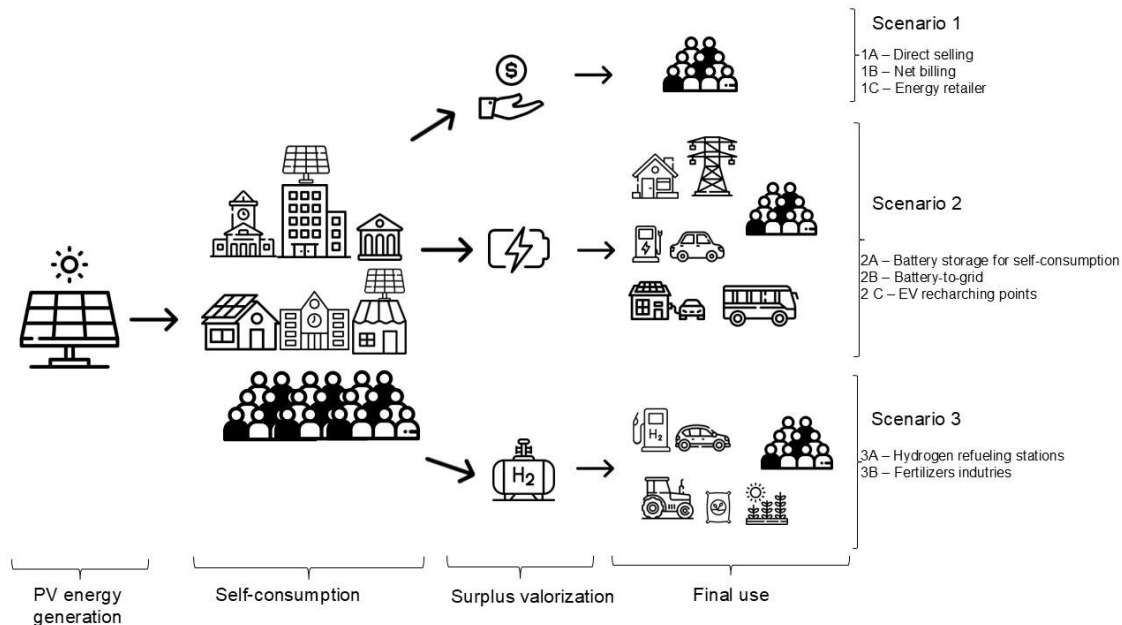 Scenario 1
1A – Direct selling
1B – Net billing
1C – Energy retailer
$
Scenario 2
2A – Battery storage for self-consumption
2B – Battery-to-grid
2 C – EV recharching points
Scenario 3
3A – Hydrogen refueling stations
3B – Fertilizers indutries
H2
H2
PV energy
generation
Self-consumption
Surplus valorization
Final use